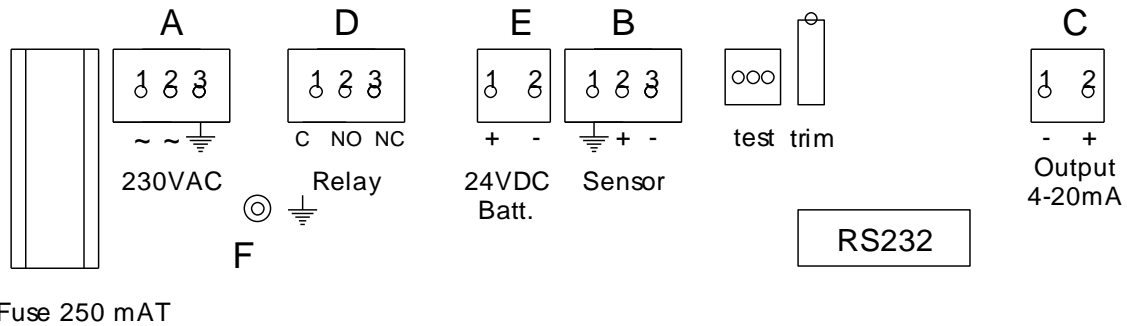 A D E B C
1 2 3 1 2 3 1 2 1 2 3 1 2
~ ~ C NO NC + - + - test trim - +
230VAC Relay 24VDC Sensor Output
Batt. 4-20mA
F RS232
Fuse 250 mAT